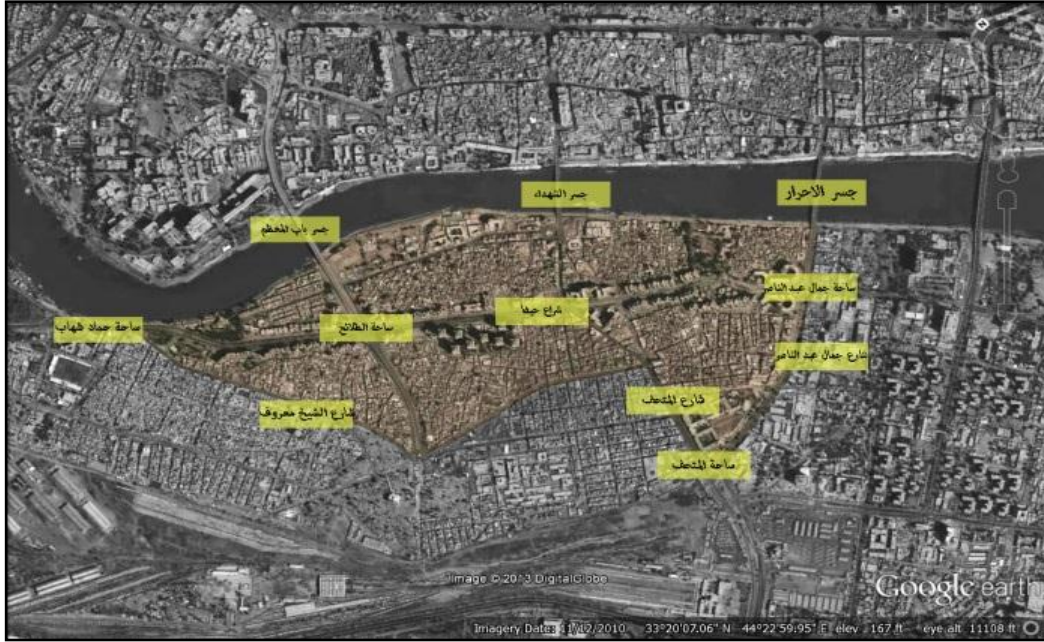 جسر الشهداء
جسر الاحرار
جسر باب المعظم
ساحة جمال عبد الناصر
شارع حيفا
ساحة الطلائع
ساحة حماد شهاب
شارع جمال عبد الناصر
شارع المتحف
شارع الشيخ معروف
ساحة المتحف
Image © 2013 DigitalGlobe
Google earth
Imagery Date: 11/12/2010 33°20'07.06" N 44°22'59.95" E elev 167 ft eye alt 11108 ft